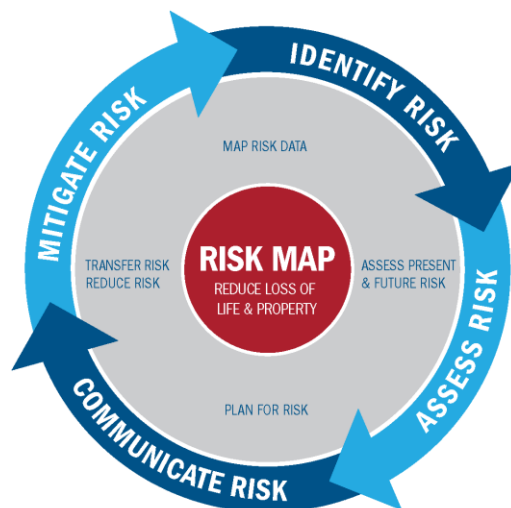 IDENTIFY RISK
ASSESS RISK
COMMUNICATE RISK
MITIGATE RISK
MAP RISK DATA
TRANSFER RISK
REDUCE RISK
RISK MAP
REDUCE LOSS OF
LIFE & PROPERTY
ASSESS PRESENT
& FUTURE RISK
PLAN FOR RISK